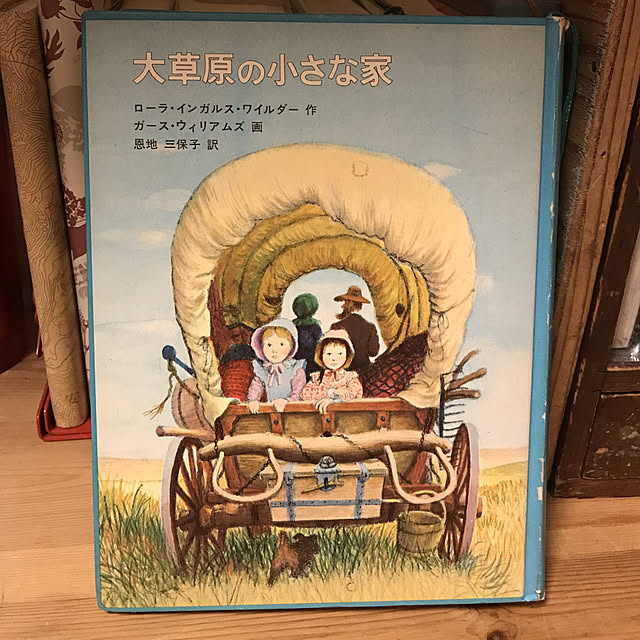 大草原の小さな家
ローラ・インガルス・ワイルダー 作
ガース・ウィリアムズ 画
恩地 三保子 訳